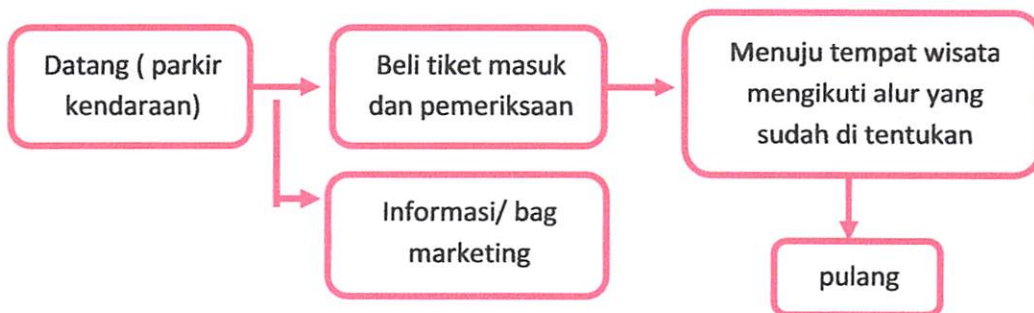 Datang ( parkir
kendaraan)
Beli tiket masuk
dan pemeriksaan
Menuju tempat wisata
mengikuti alur yang
sudah di tentukan
Informasi/ bag
marketing
pulang